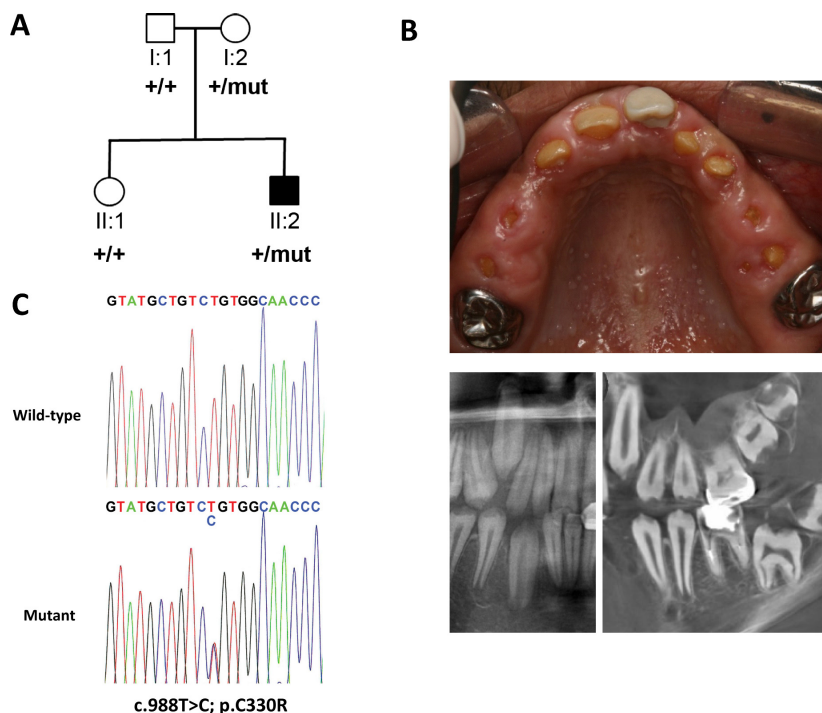 A
I:1
I:2
+/+
+/mut
II:1
II:2
+/+
+/mut
B
C
GTATGCTGTCTGTGGCAACCC
Wild-type
GTATGCTGTCTGTGGCAACCC
C
Mutant
c.988T>C; p.C330R